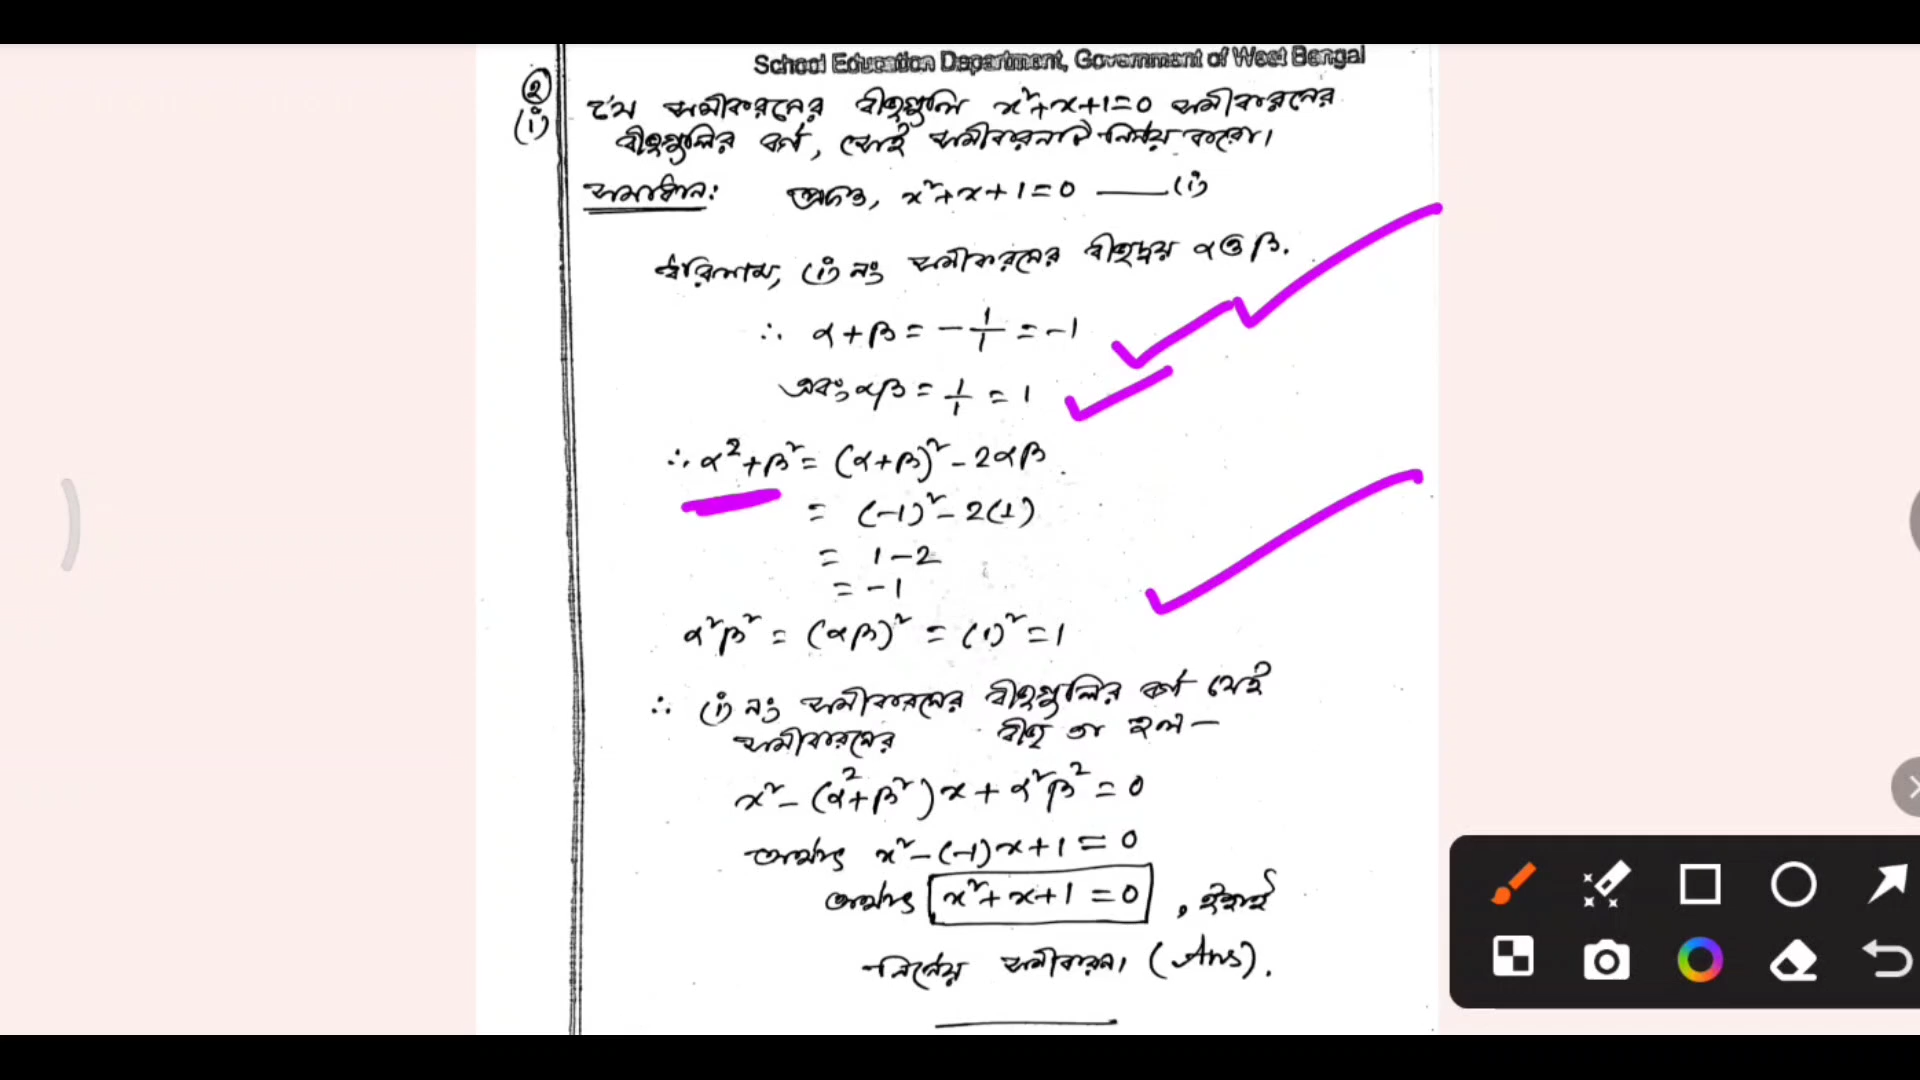 School Education Department, Government of West Bengal
২
(i) যে সমীকরণের বীজগুলি x²+x+1=0 সমীকরণের
বীজগুলির বর্গ, সেই সমীকরণটি নির্ণয় করো।
সমাধান: প্রদত্ত, x²+x+1=0 ——(i)
ধরিলাম, (i) নং সমীকরণের বীজদ্বয় α ও β.
∴ α+β = -1/1 = -1
এবং αβ = 1/1 = 1
∴ α²+β² = (α+β)² - 2αβ
= (-1)² - 2(1)
= 1-2
= -1
α²β² = (αβ)² = (1)² = 1
∴ (i) নং সমীকরণের বীজগুলির বর্গ যেই
সমীকরণের বীজ তা হল—
x² - (α²+β²)x + α²β² = 0
অর্থাৎ x² - (-1)x + 1 = 0
অর্থাৎ x²+x+1 = 0 , ইহাই
নির্ণেয় সমীকরণ। (Ans).